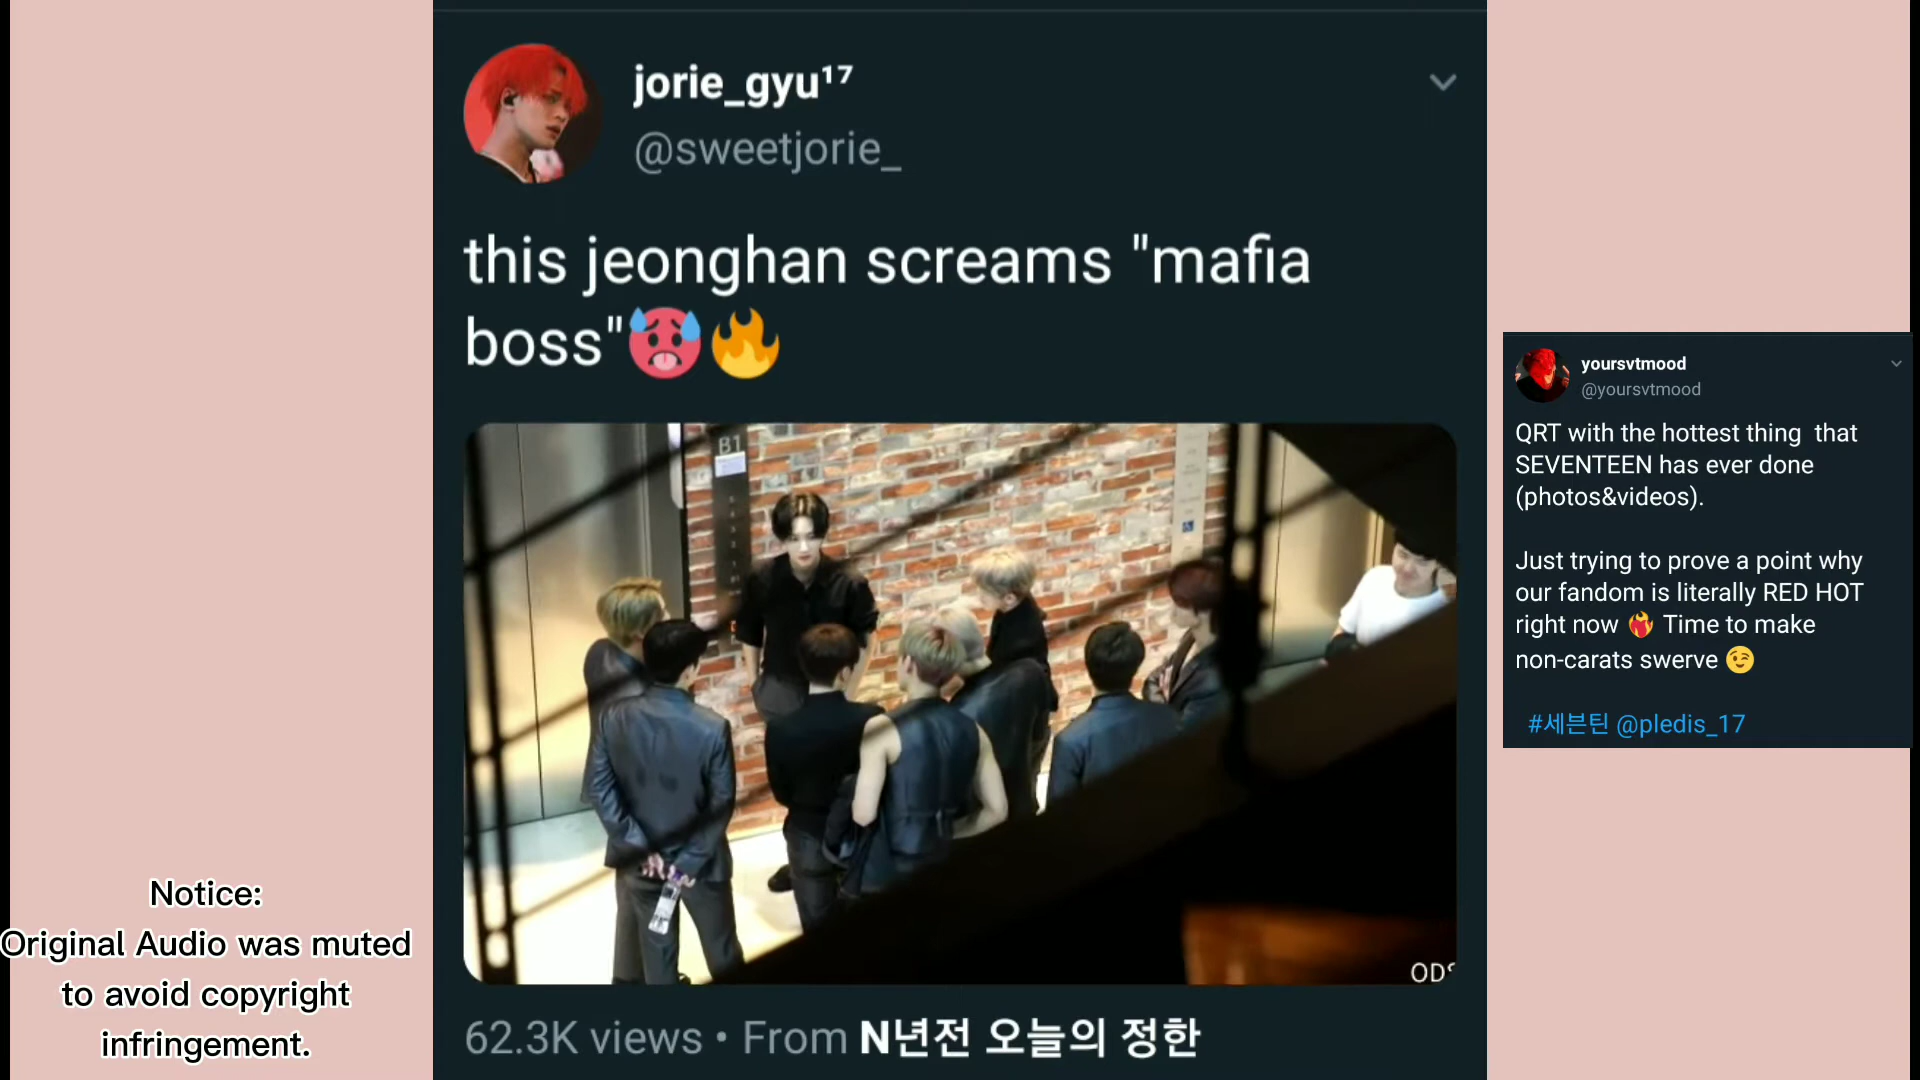 jorie_gyu¹⁷
@sweetjorie_
this jeonghan screams "mafia
boss"🥵🔥
B1
62.3K views • From N년전 오늘의 정한
yoursvtmood
@yoursvtmood
QRT with the hottest thing that
SEVENTEEN has ever done
(photos&videos).
Just trying to prove a point why
our fandom is literally RED HOT
right now ❤️‍🔥 Time to make
non-carats swerve 😉
#세븐틴 @pledis_17
Notice:
Original Audio was muted
to avoid copyright
infringement.